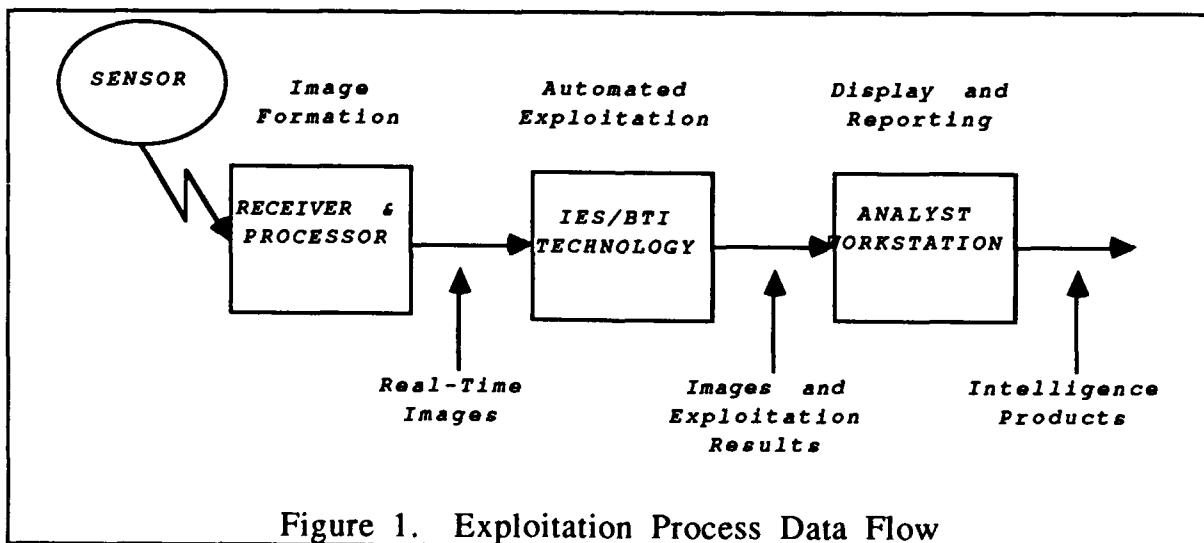 SENSOR
Image
Formation
Automated
Exploitation
Display and
Reporting
RECEIVER &
PROCESSOR
IES/BTI
TECHNOLOGY
ANALYST
WORKSTATION
Real-Time
Images
Images and
Exploitation
Results
Intelligence
Products
Figure 1. Exploitation Process Data Flow